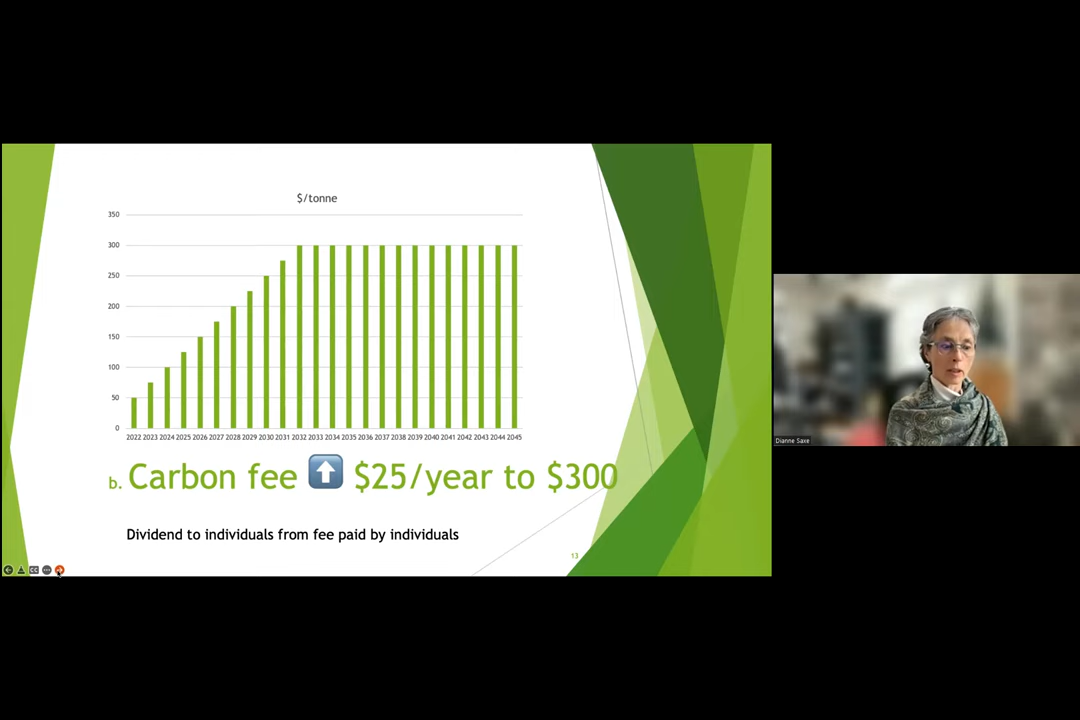 $/tonne
350
300
250
200
150
100
50
0
2022 2023 2024 2025 2026 2027 2028 2029 2030 2031 2032 2033 2034 2035 2036 2037 2038 2039 2040 2041 2042 2043 2044 2045
b. Carbon fee ⬆ $25/year to $300
Dividend to individuals from fee paid by individuals
13
CC
Dianne Saxe